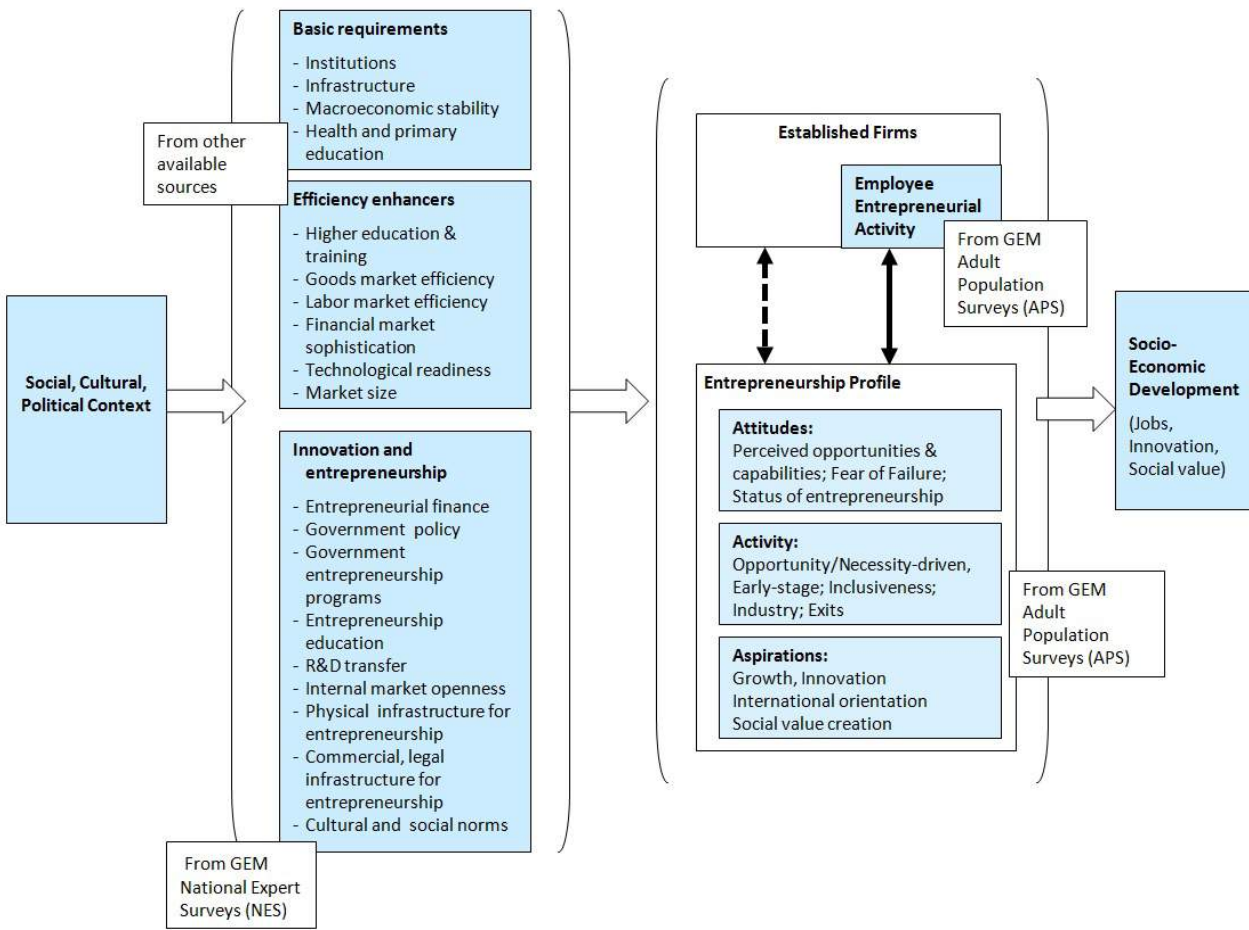 Social, Cultural,
Political Context
Basic requirements
- Institutions
- Infrastructure
- Macroeconomic stability
- Health and primary
education
From other
available
sources
Efficiency enhancers
- Higher education &
training
- Goods market efficiency
- Labor market efficiency
- Financial market
sophistication
- Technological readiness
- Market size
Innovation and
entrepreneurship
- Entrepreneurial finance
- Government policy
- Government
entrepreneurship
programs
- Entrepreneurship
education
- R&D transfer
- Internal market openness
- Physical infrastructure for
entrepreneurship
- Commercial, legal
infrastructure for
entrepreneurship
- Cultural and social norms
From GEM
National Expert
Surveys (NES)
Established Firms
Employee
Entrepreneurial
Activity
From GEM
Adult
Population
Surveys (APS)
Entrepreneurship Profile
Attitudes:
Perceived opportunities &
capabilities; Fear of Failure;
Status of entrepreneurship
Activity:
Opportunity/Necessity-driven,
Early-stage; Inclusiveness;
Industry; Exits
Aspirations:
Growth, Innovation
International orientation
Social value creation
From GEM
Adult
Population
Surveys (APS)
Socio-
Economic
Development
(Jobs,
Innovation,
Social value)